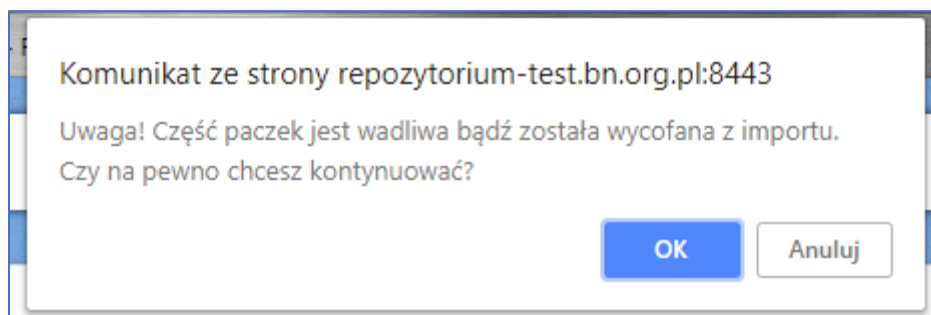 Komunikat ze strony repozytorium-test.bn.org.pl:8443
Uwaga! Część paczek jest wadliwa bądź została wycofana z importu.
Czy na pewno chcesz kontynuować?
OK
Anuluj